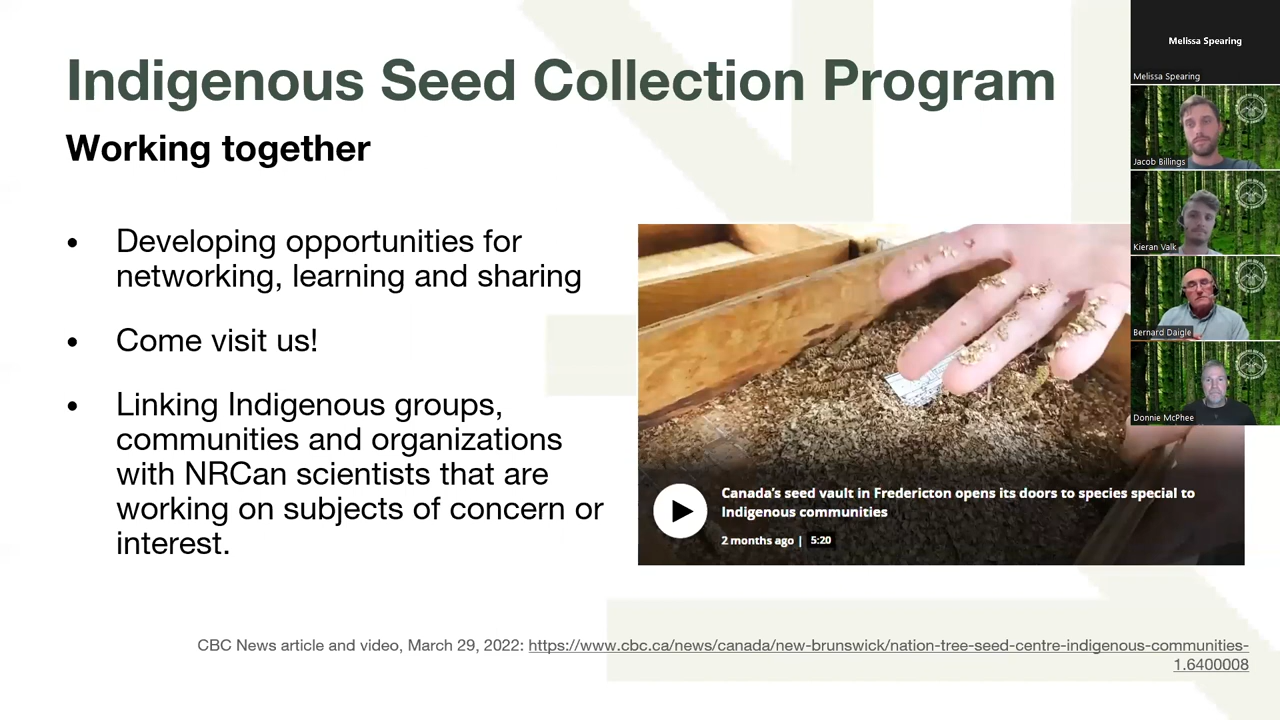 Indigenous Seed Collection Program
Working together
• Developing opportunities for
networking, learning and sharing
• Come visit us!
• Linking Indigenous groups,
communities and organizations
with NRCan scientists that are
working on subjects of concern or
interest.
Canada's seed vault in Fredericton opens its doors to species special to
Indigenous communities
2 months ago | 5:20
CBC News article and video, March 29, 2022: https://www.cbc.ca/news/canada/new-brunswick/nation-tree-seed-centre-indigenous-communities-
1.6400008
Melissa Spearing
Melissa Spearing
Jacob Billings
Kieran Valk
Bernard Daigle
Donnie McPhee